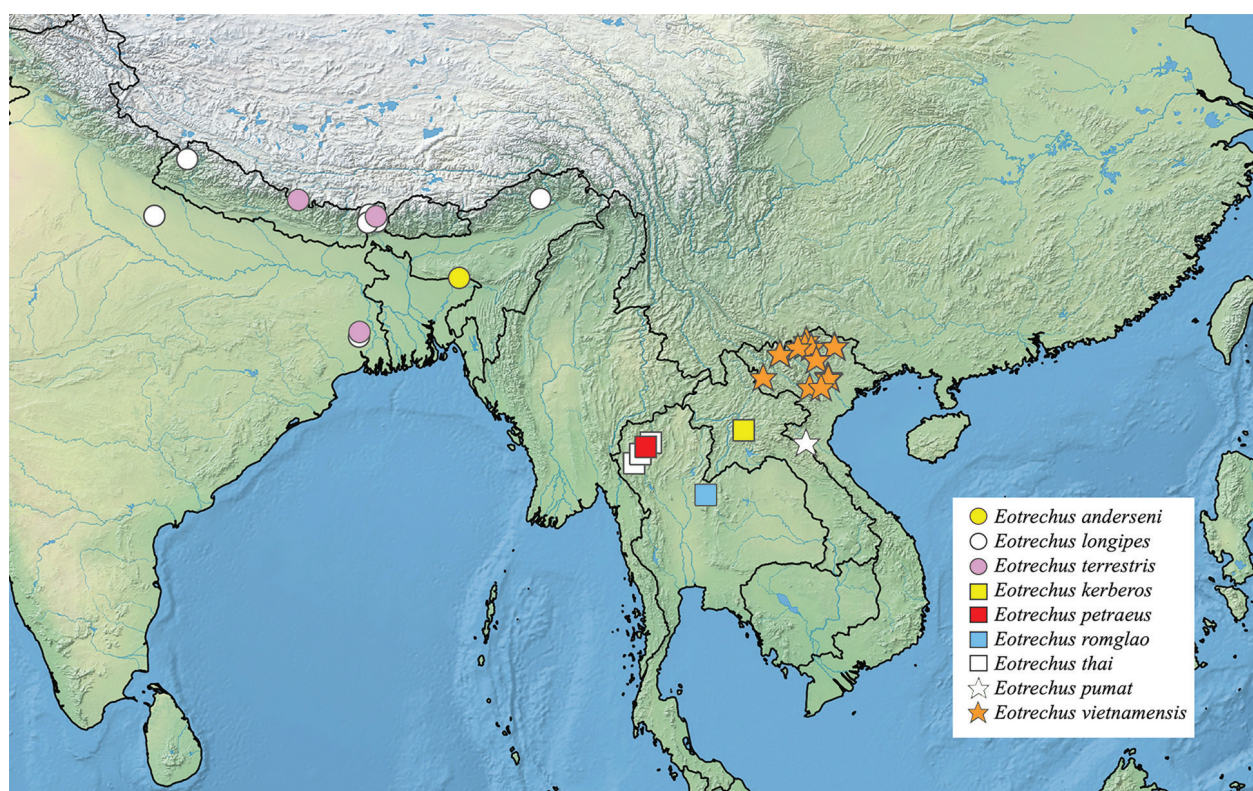 Eotrechus anderseni
Eotrechus longipes
Eotrechus terrestris
Eotrechus kerberos
Eotrechus petraeus
Eotrechus romglao
Eotrechus thai
Eotrechus pumat
Eotrechus vietnamensis